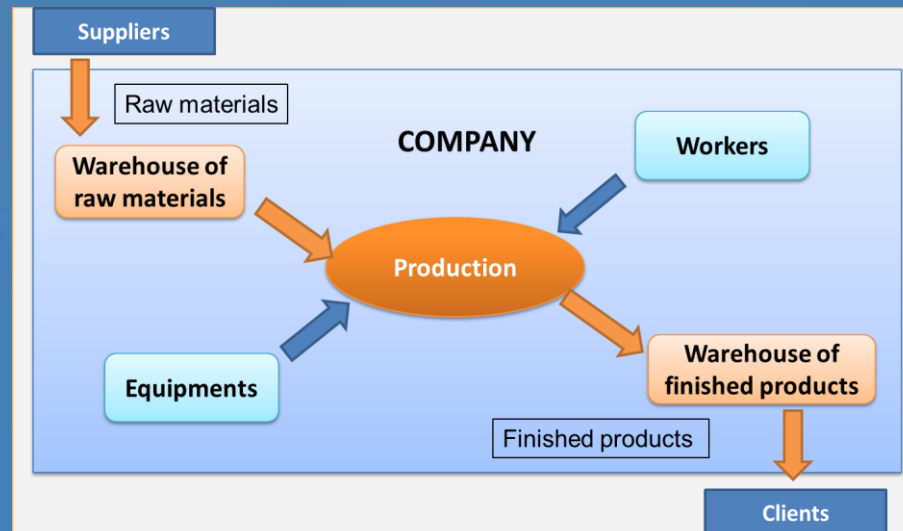 Suppliers
Raw materials
COMPANY
Workers
Warehouse of
raw materials
Production
Equipments
Warehouse of
finished products
Finished products
Clients